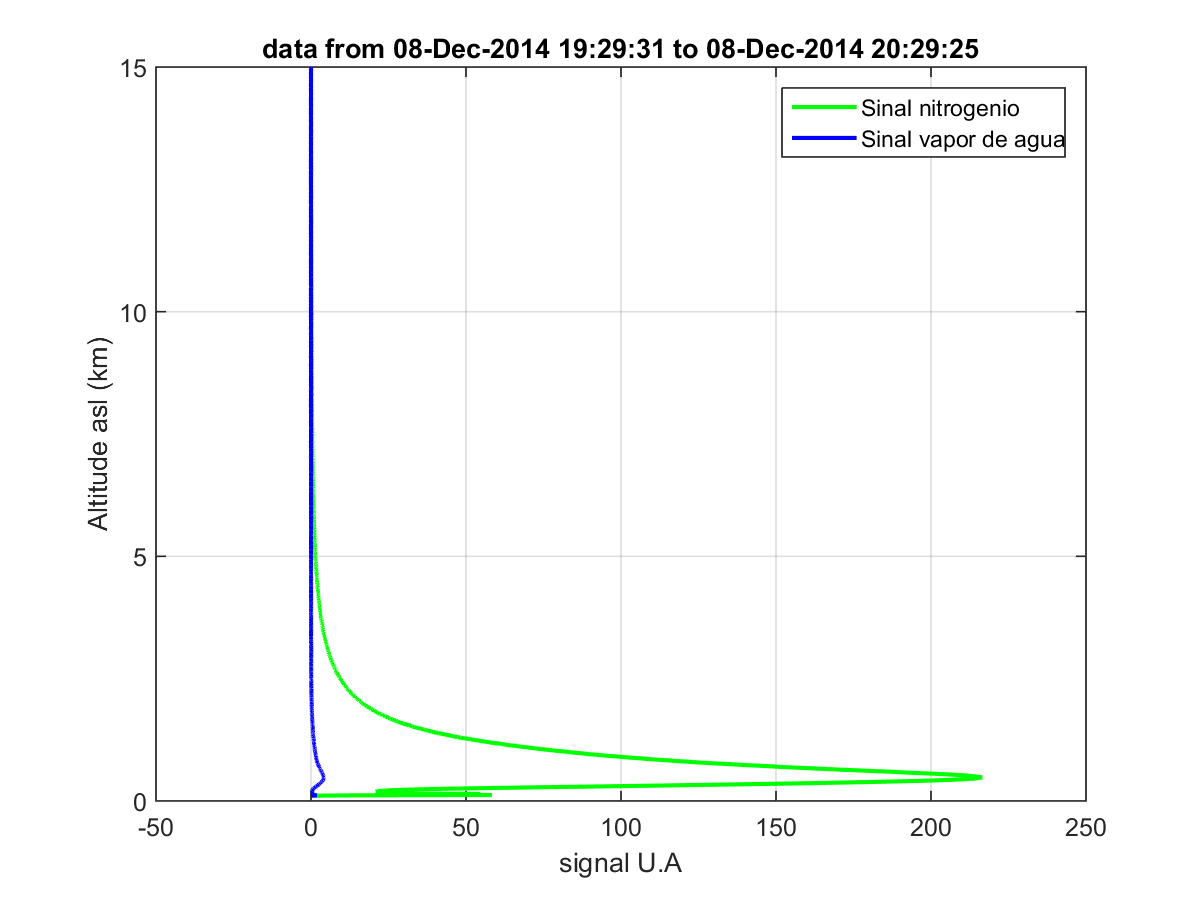 data from 08-Dec-2014 19:29:31 to 08-Dec-2014 20:29:25
Sinal nitrogenio
Sinal vapor de agua
15
10
5
0
Altitude asl (km)
-50 0 50 100 150 200 250
signal U.A